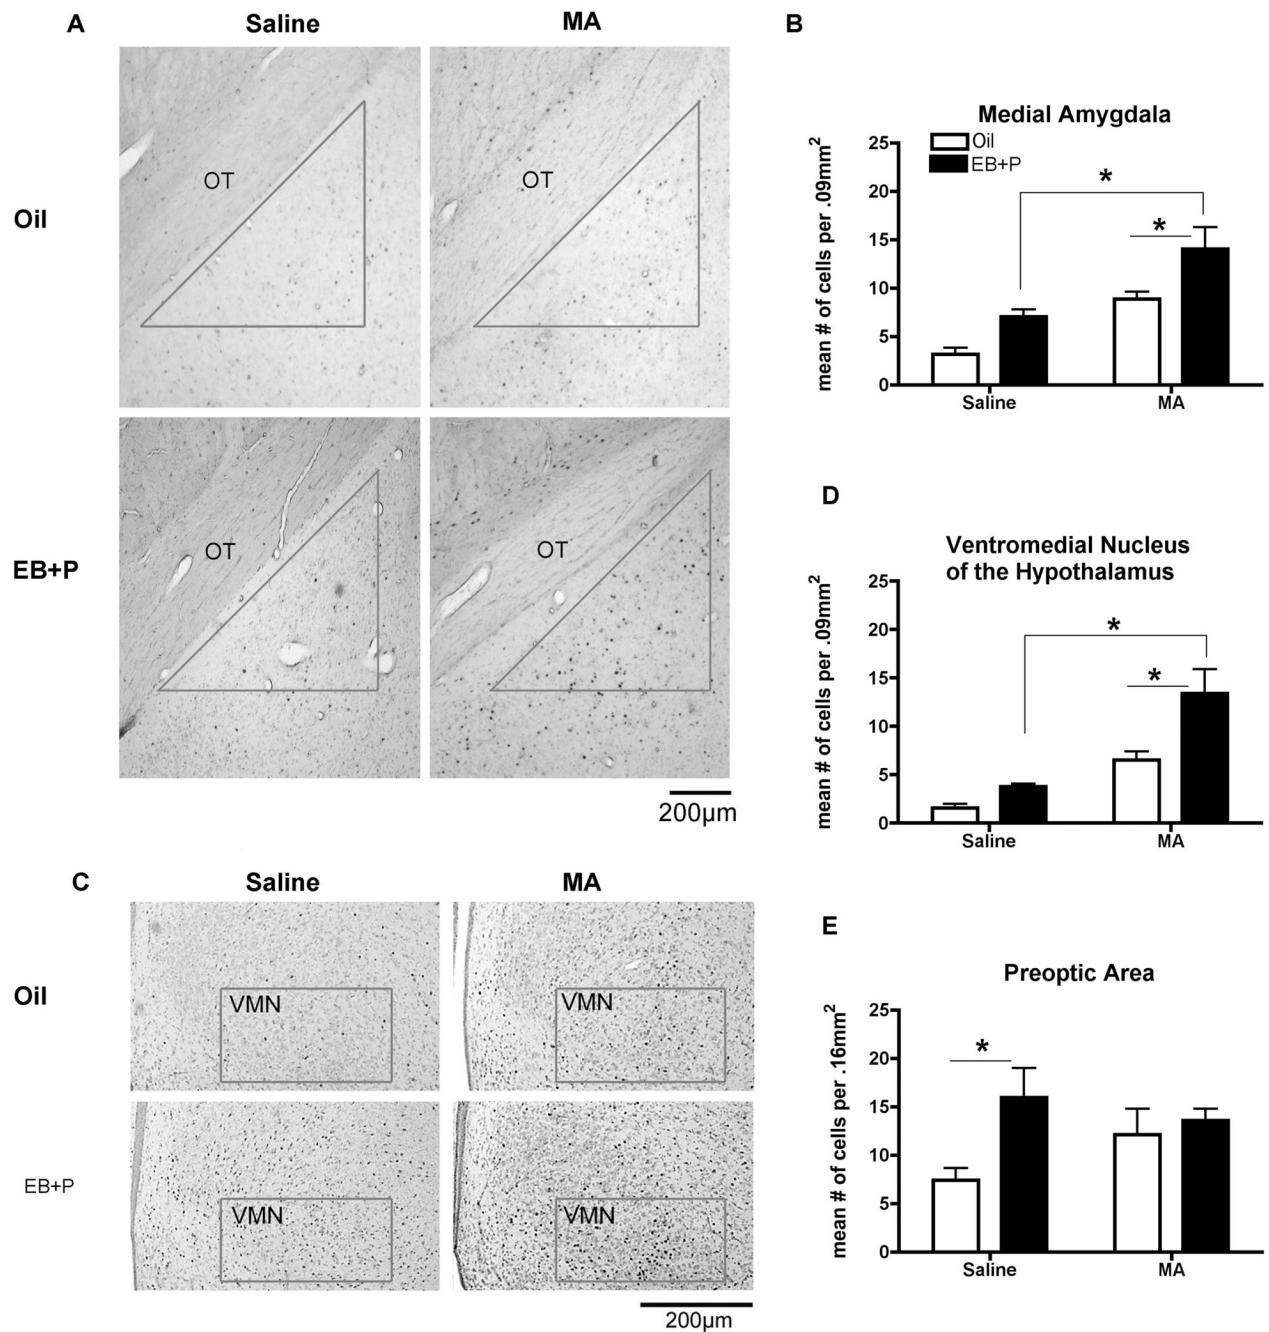 A
Saline
MA
Oil
OT
OT
EB+P
OT
OT
200µm
B
Medial Amygdala
Oil
EB+P
mean # of cells per .09mm²
25
20
15
10
5
0
*
*
Saline
MA
C
Saline
MA
Oil
VMN
VMN
EB+P
VMN
VMN
200µm
D
Ventromedial Nucleus
of the Hypothalamus
mean # of cells per .09mm²
25
20
15
10
5
0
*
*
Saline
MA
E
Preoptic Area
mean # of cells per .16mm²
25
20
15
10
5
0
*
Saline
MA